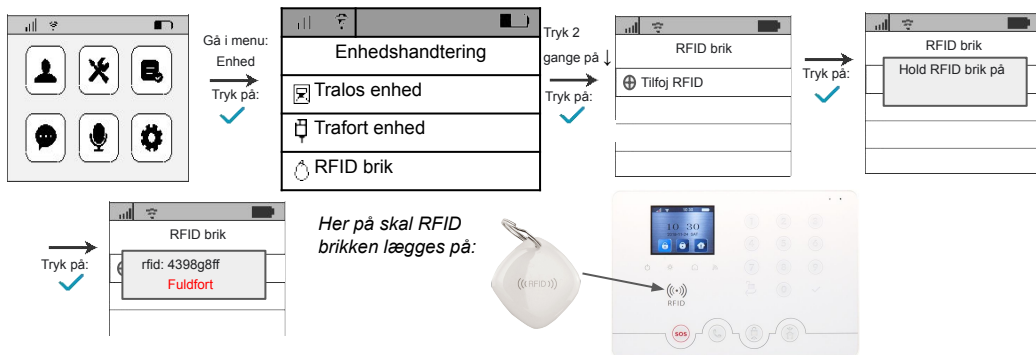 Gå i menu:
Enhed
Tryk på:
Enhedshandtering
Tralos enhed
Trafort enhed
RFID brik
Tryk 2
gange på ↓
Tryk på:
RFID brik
Tilfoj RFID
Tryk på:
RFID brik
Hold RFID brik på
Tryk på:
RFID brik
rfid: 4398g8ff
Fuldfort
Her på skal RFID
brikken lægges på:
((RFID))
10 30
RFID
SOS